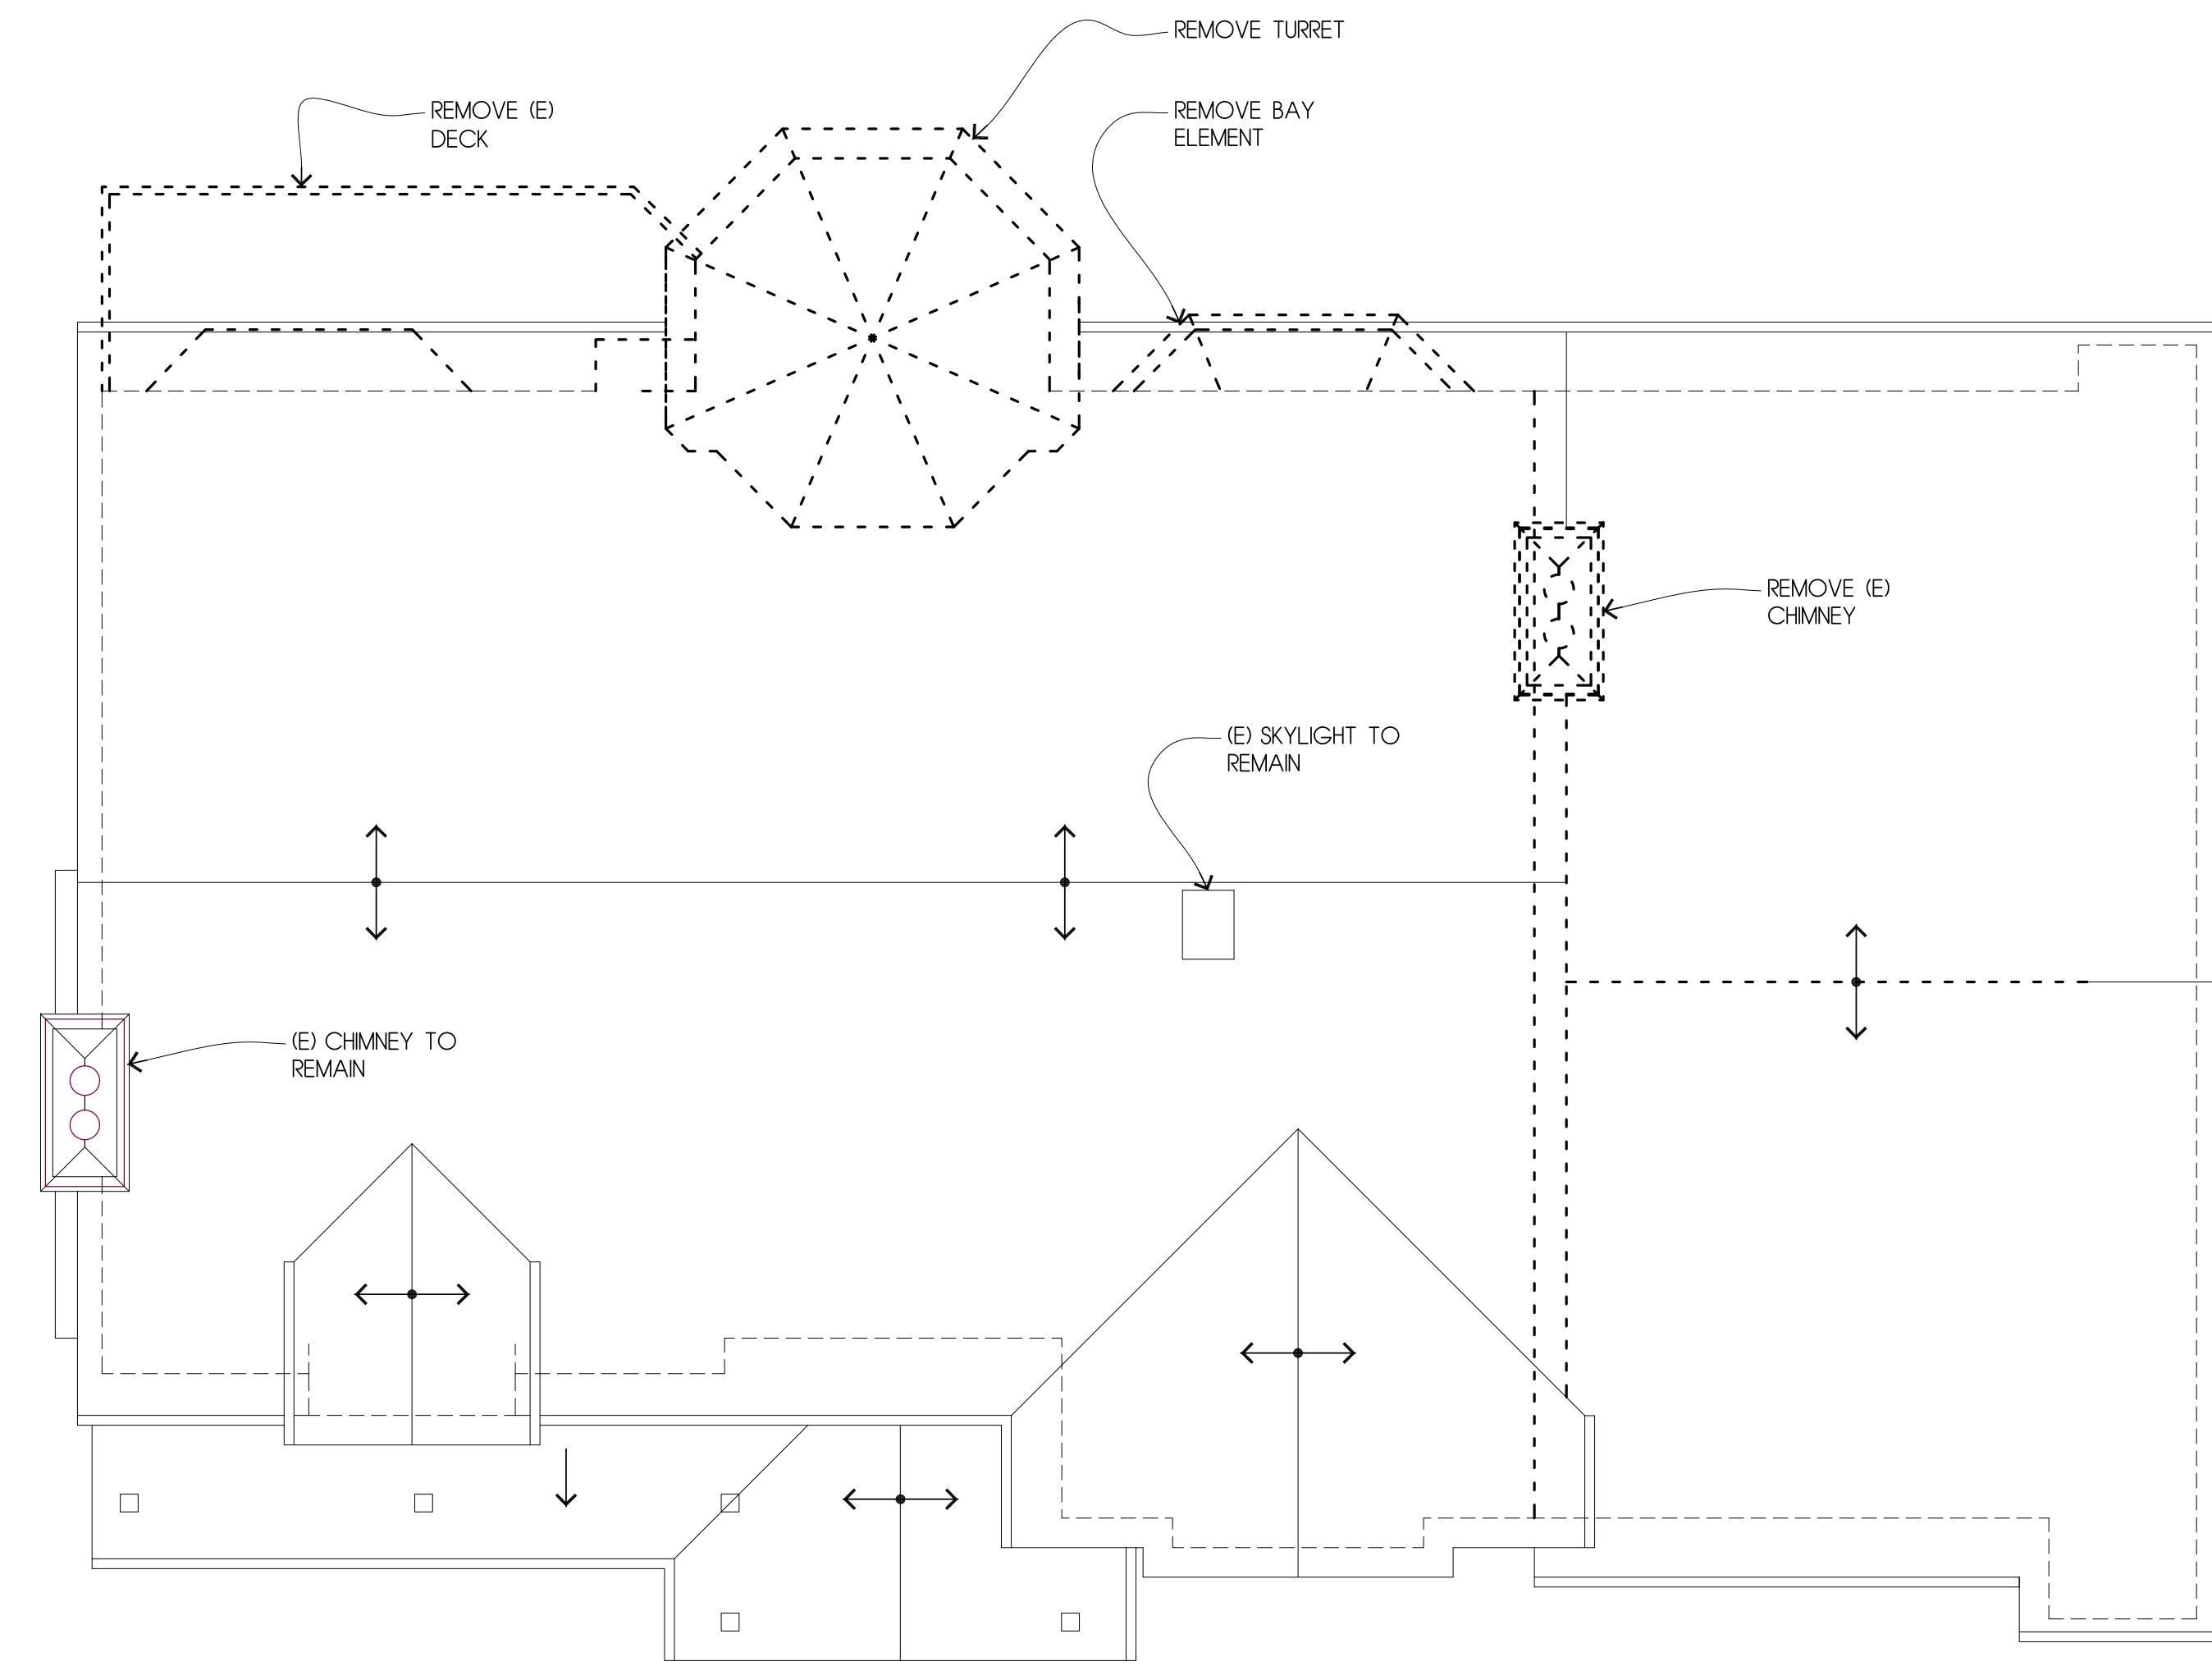 REMOVE TURRET
REMOVE (E)
DECK
REMOVE BAY
ELEMENT
REMOVE (E)
CHIMNEY
(E) SKYLIGHT TO
REMAIN
(E) CHIMNEY TO
REMAIN